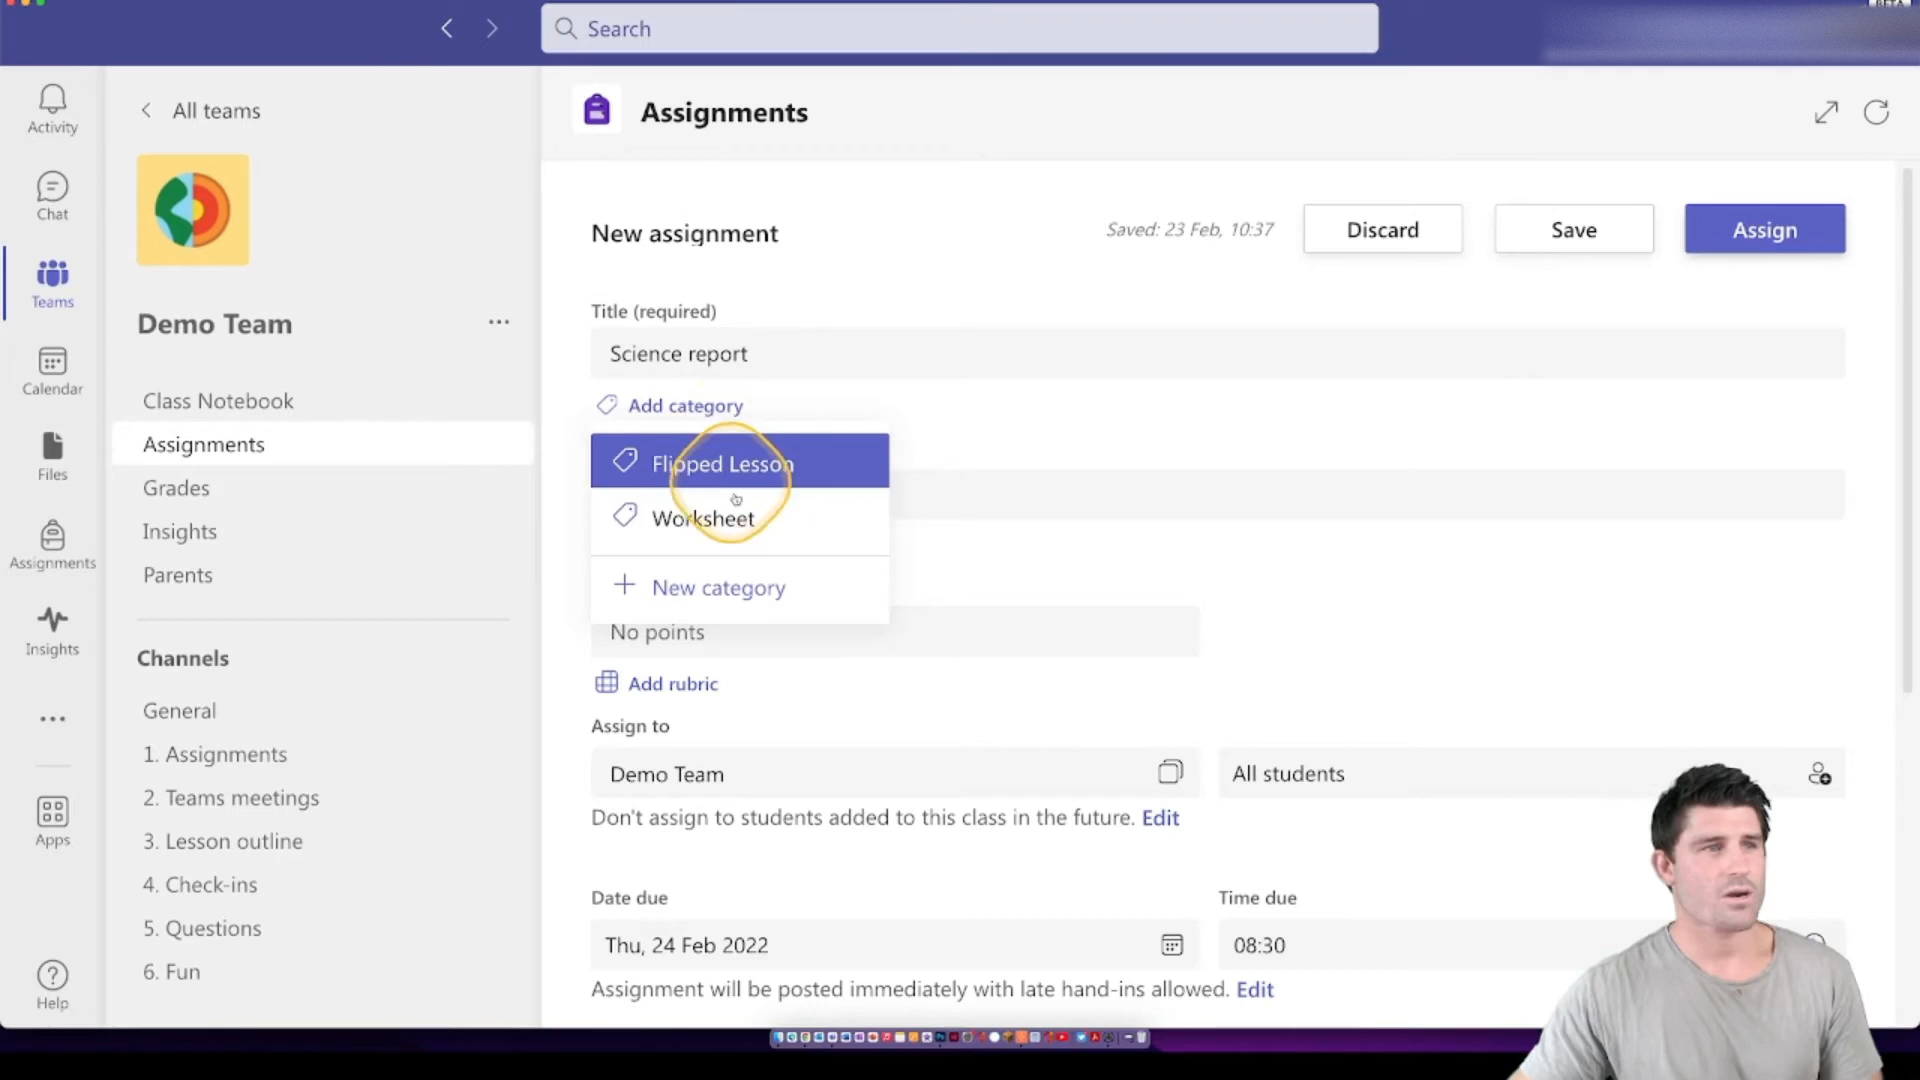 BETA
Search
Activity
Chat
Teams
Calendar
Files
Assignments
Insights
Apps
Help
All teams
Demo Team
Class Notebook
Assignments
Grades
Insights
Parents
Channels
General
1. Assignments
2. Teams meetings
3. Lesson outline
4. Check-ins
5. Questions
6. Fun
Assignments
New assignment
Saved: 23 Feb, 10:37
Discard
Save
Assign
Title (required)
Science report
Add category
Flipped Lesson
Worksheet
New category
No points
Add rubric
Assign to
Demo Team
All students
Don't assign to students added to this class in the future. Edit
Date due
Time due
Thu, 24 Feb 2022
08:30
Assignment will be posted immediately with late hand-ins allowed. Edit